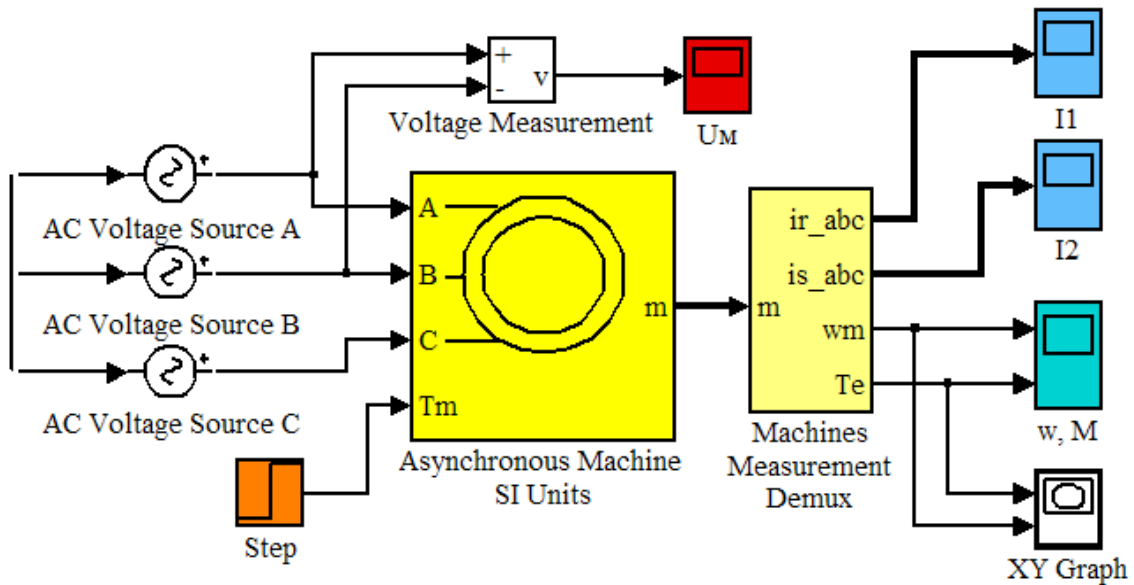 +
-
v
Voltage Measurement
Uм
I1
I2
AC Voltage Source A
AC Voltage Source B
AC Voltage Source C
+
+
+
A
B
C
Tm
m
Asynchronous Machine
SI Units
Step
m
ir_abc
is_abc
wm
Te
Machines
Measurement
Demux
w, M
XY Graph